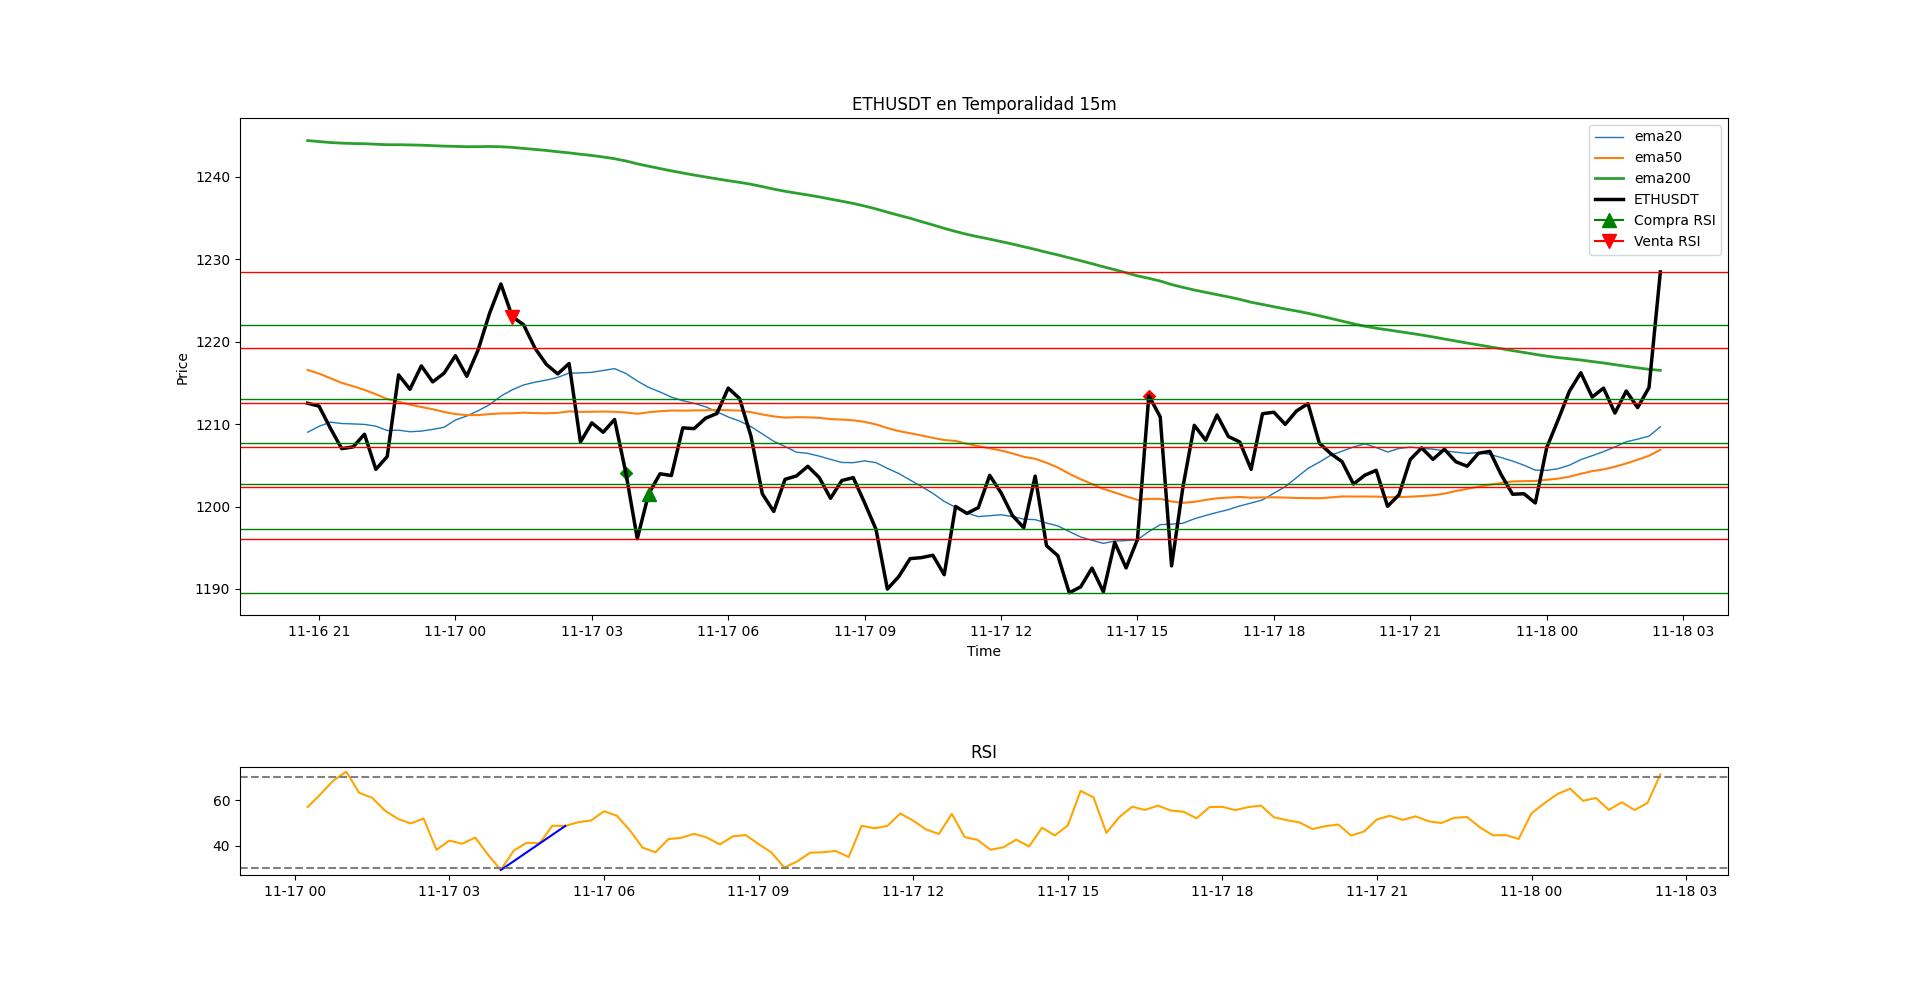 ETHUSDT en Temporalidad 15m
ema20
ema50
ema200
ETHUSDT
Compra RSI
Venta RSI
Price
1240
1230
1220
1210
1200
1190
11-16 21 11-17 00 11-17 03 11-17 06 11-17 09 11-17 12 11-17 15 11-17 18 11-17 21 11-18 00 11-18 03
Time
RSI
60
40
11-17 00 11-17 03 11-17 06 11-17 09 11-17 12 11-17 15 11-17 18 11-17 21 11-18 00 11-18 03